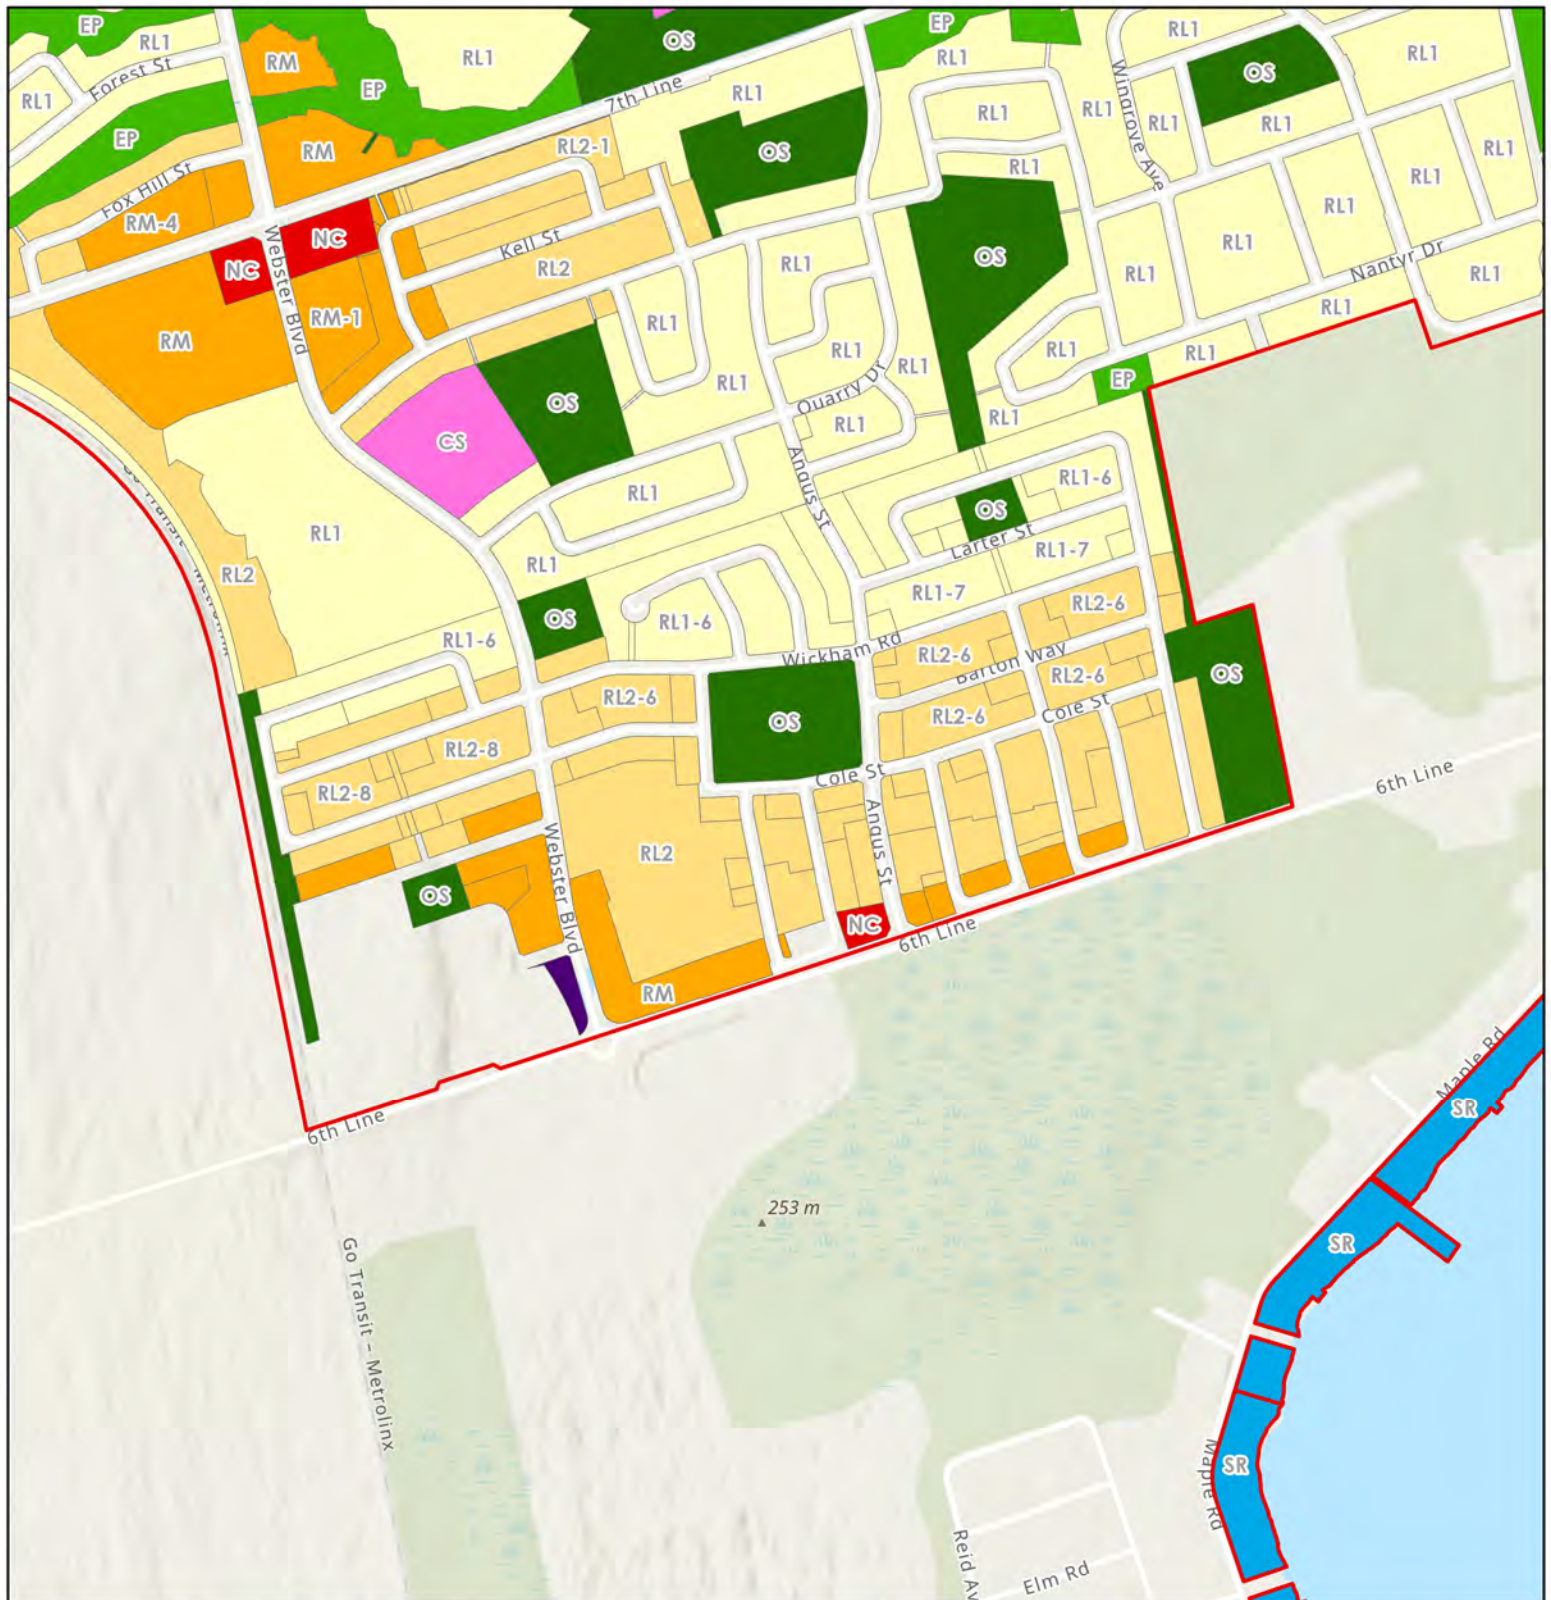 EP
RL1
OS
EP
RL1
RL1
RL1
RL1
RM
OS
Forest St
EP
RL1
7th Line
RL1
Wingrove Ave
RL1
RL1
RL1
RL1
EP
RM
RL2-1
OS
RL1
RL1
RL1
Fox Hill St
RM-4
NC
NC
Webster Blvd
Kell St
RL2
RL1
OS
RL1
RL1
RL1
Nantyr Dr
RL1
RL1
RM-1
RM
RL1
RL1
RL1
RL1
RL1
EP
RL1
Quarry Dr
OS
RL1
RL1
CS
Angus St
RL1
RL1-6
OS
RL1
Larter St
RL1-7
Go Transit – Metrolinx
RL2
RL1
RL1-7
RL2-6
OS
RL1-6
RL1-6
Wickham Rd
RL2-6
Barton Way
RL2-6
OS
RL2-6
OS
RL2-6
Cole St
RL2-8
RL2-8
Cole St
6th Line
Angus St
Webster Blvd
RL2
OS
NC
6th Line
RM
Maple Rd
SR
6th Line
253 m
SR
Go Transit – Metrolinx
Maple Rd
SR
Reid Av
Elm Rd